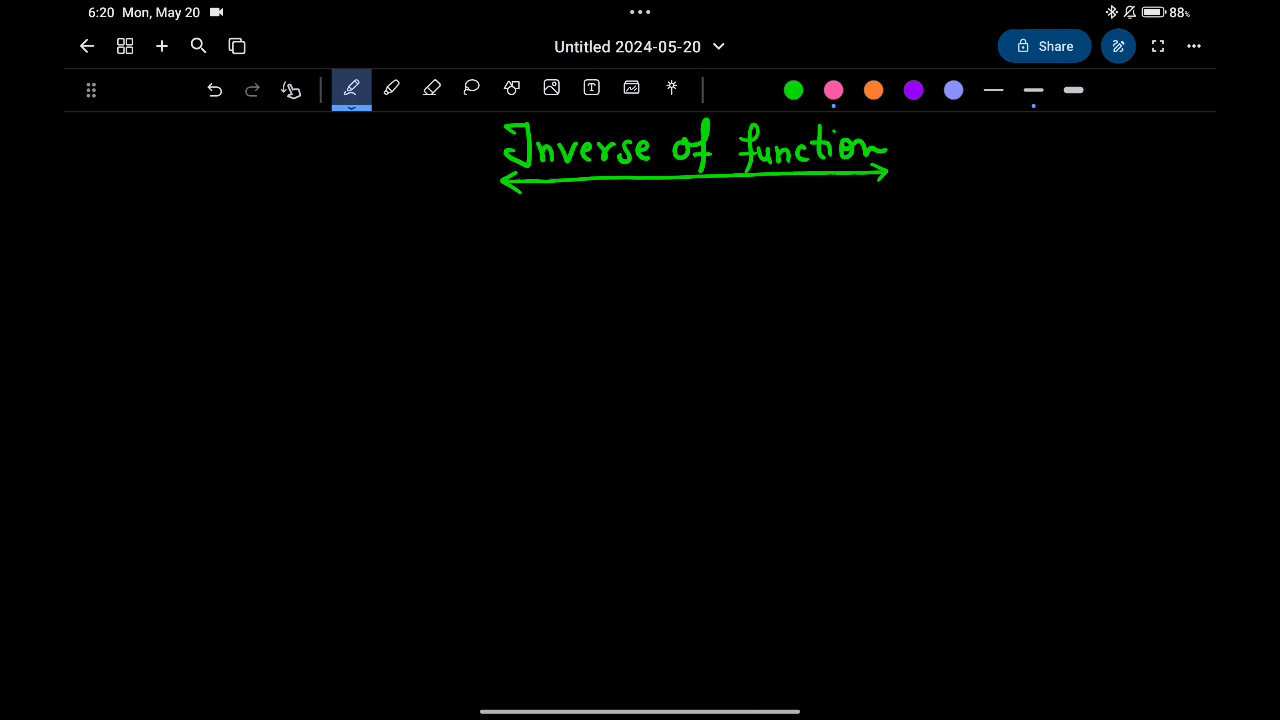 6:20 Mon, May 20
88%
Untitled 2024-05-20
Share
Inverse of function